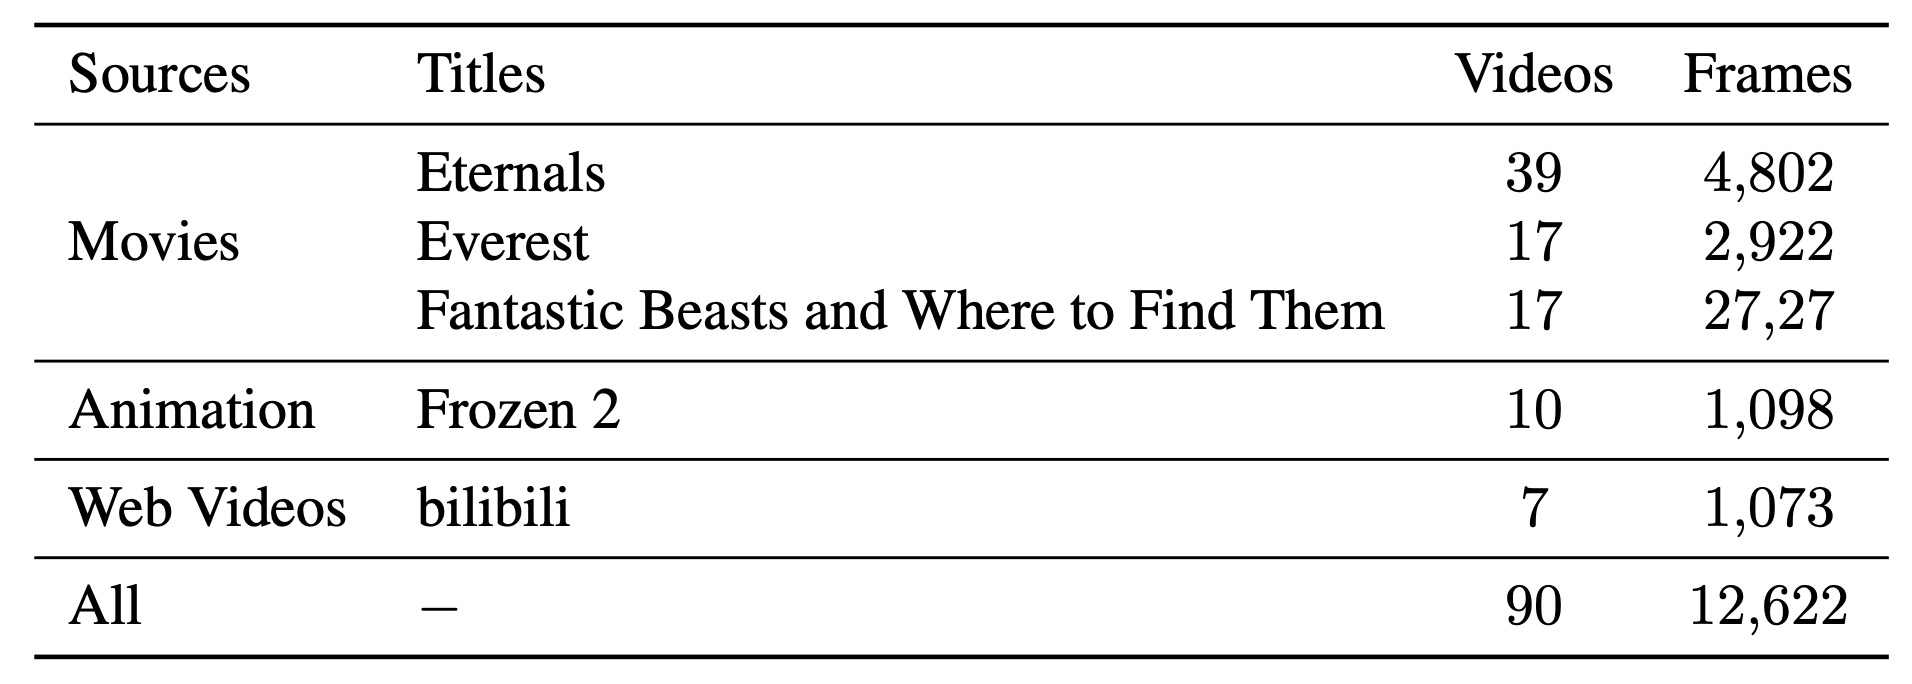 Sources Titles Videos Frames
Eternals 39 4,802
Movies Everest 17 2,922
Fantastic Beasts and Where to Find Them 17 27,27
Animation Frozen 2 10 1,098
Web Videos bilibili 7 1,073
All – 90 12,622